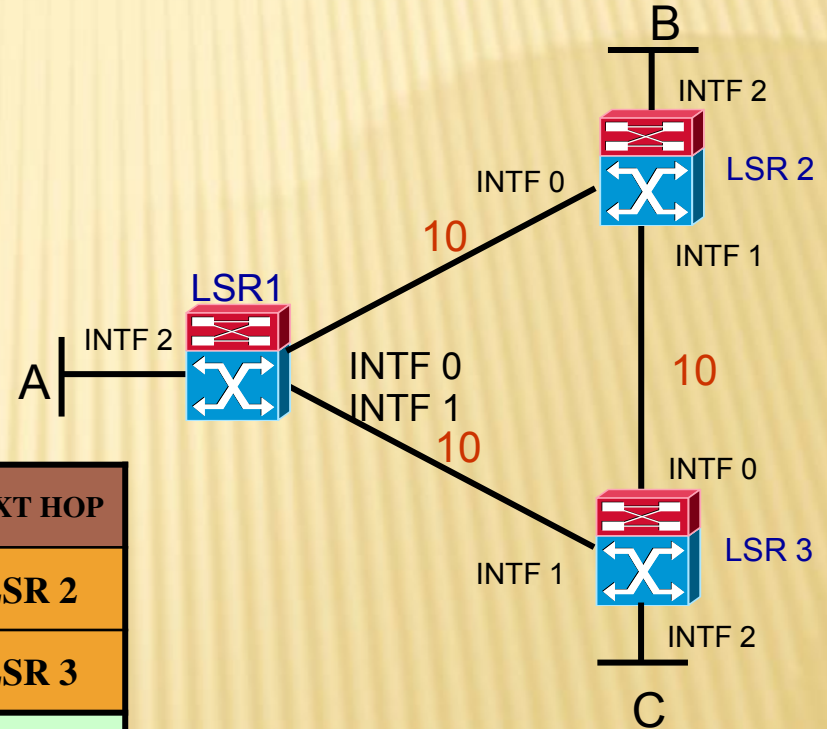 B
INTF 2
LSR 2
INTF 0
10
INTF 1
LSR1
INTF 2
A
INTF 0
INTF 1
10
10
INTF 0
LSR 3
INTF 1
INTF 2
C
XT HOP
SR 2
SR 3